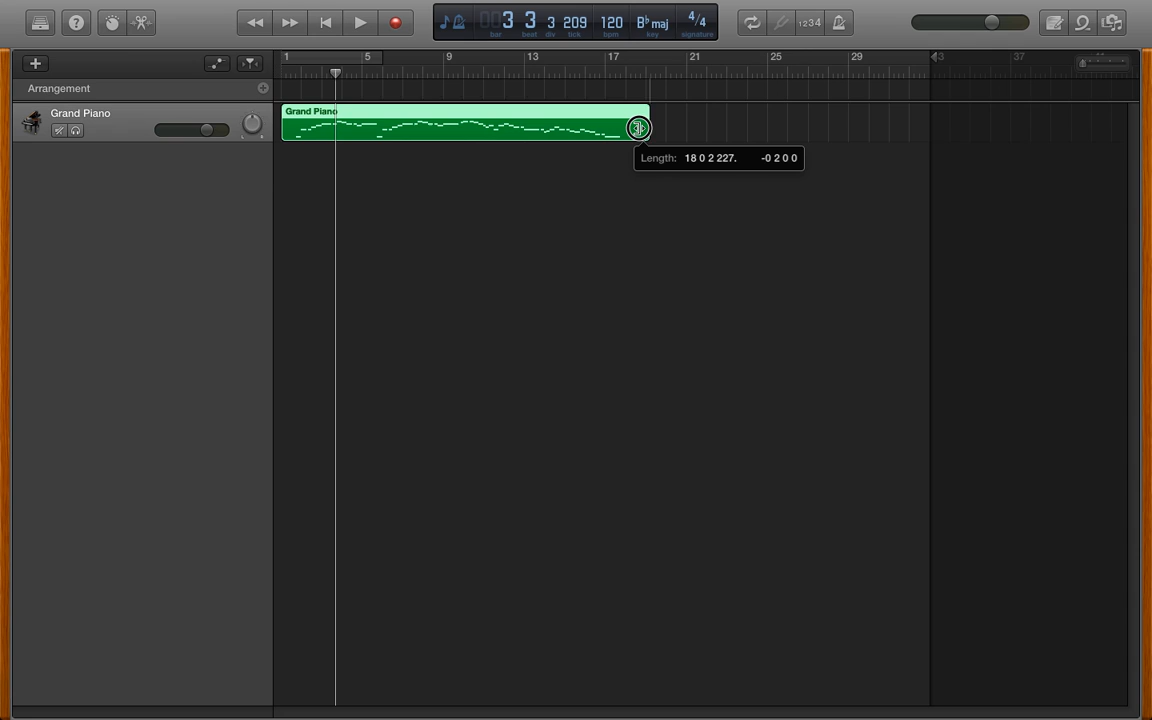 1234
3 3 3 209 120 B♭maj 4/4
bar beat div tick bpm key signature
1 5 9 13 17 21 25 29 37
Arrangement
Grand Piano
Grand Piano
Length: 18 0 2 227. -0 2 0 0